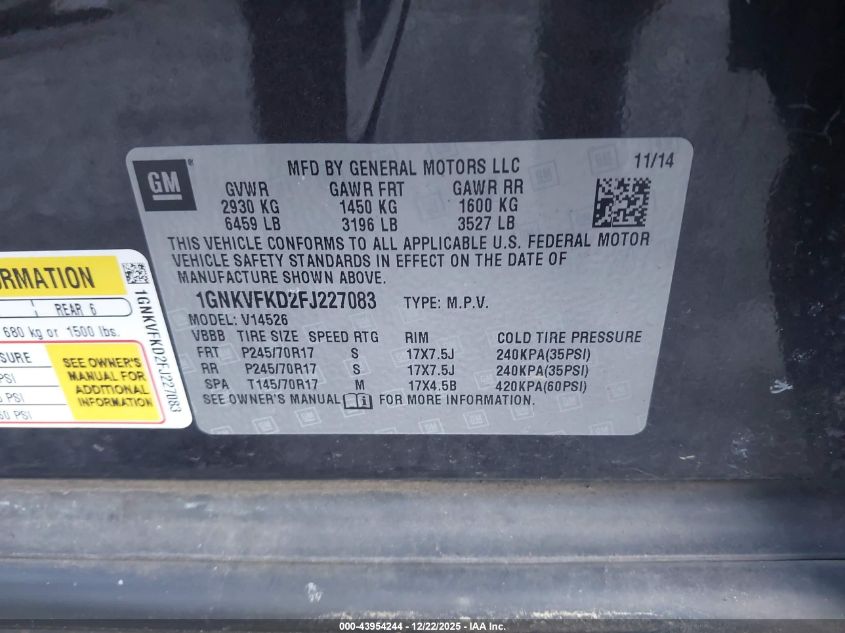 GM
MFD BY GENERAL MOTORS LLC 11/14
GVWR GAWR FRT GAWR RR
2930 KG 1450 KG 1600 KG
6459 LB 3196 LB 3527 LB
THIS VEHICLE CONFORMS TO ALL APPLICABLE U.S. FEDERAL MOTOR
VEHICLE SAFETY STANDARDS IN EFFECT ON THE DATE OF
MANUFACTURE SHOWN ABOVE.
1GNKVFKD2FJ227083 TYPE: M.P.V.
MODEL: V14526
VBBB TIRE SIZE SPEED RTG RIM COLD TIRE PRESSURE
FRT P245/70R17 S 17X7.5J 240KPA(35PSI)
RR P245/70R17 S 17X7.5J 240KPA(35PSI)
SPA T145/70R17 M 17X4.5B 420KPA(60PSI)
SEE OWNER'S MANUAL FOR MORE INFORMATION.
ORMATION
REAR 6
680 kg or 1500 lbs.
SURE
PSI
PSI
60 PSI
SEE OWNER'S
MANUAL FOR
ADDITIONAL
INFORMATION
1GNKVFKD2FJ227083
000-43954244 - 12/22/2025 - IAA Inc.